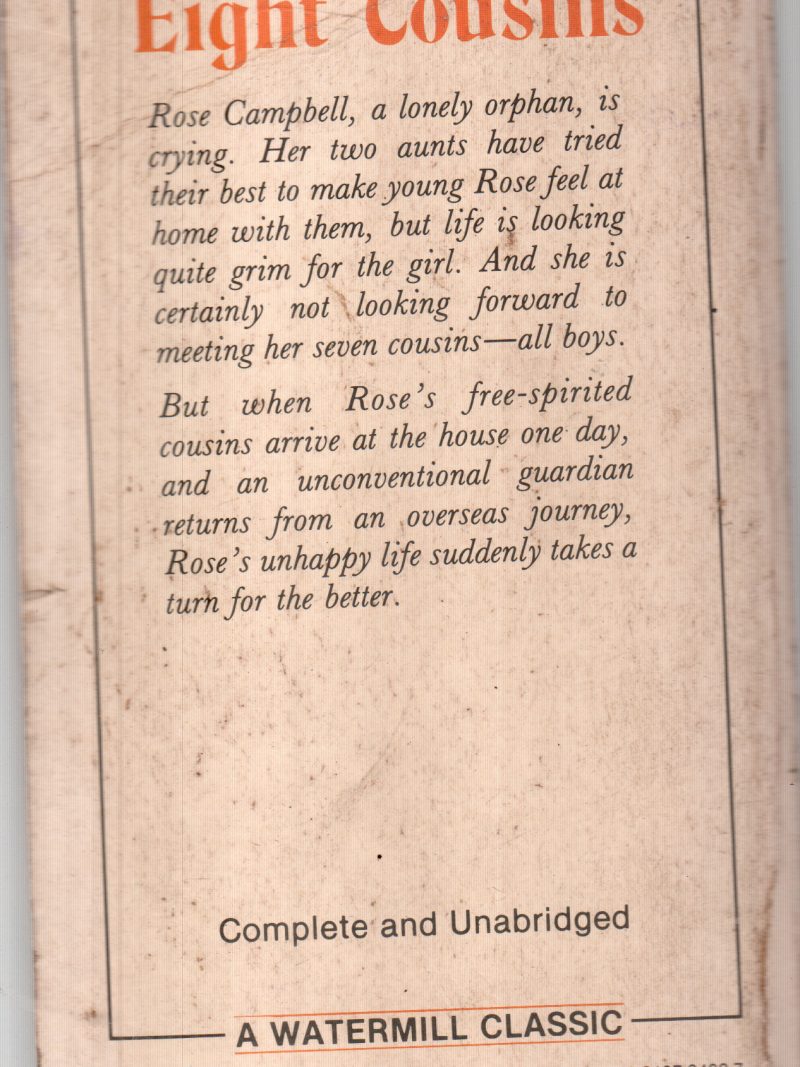 Eight Cousins
Rose Campbell, a lonely orphan, is
crying. Her two aunts have tried
their best to make young Rose feel at
home with them, but life is looking
quite grim for the girl. And she is
certainly not looking forward to
meeting her seven cousins—all boys.
But when Rose's free-spirited
cousins arrive at the house one day,
and an unconventional guardian
returns from an overseas journey,
Rose's unhappy life suddenly takes a
turn for the better.
Complete and Unabridged
A WATERMILL CLASSIC